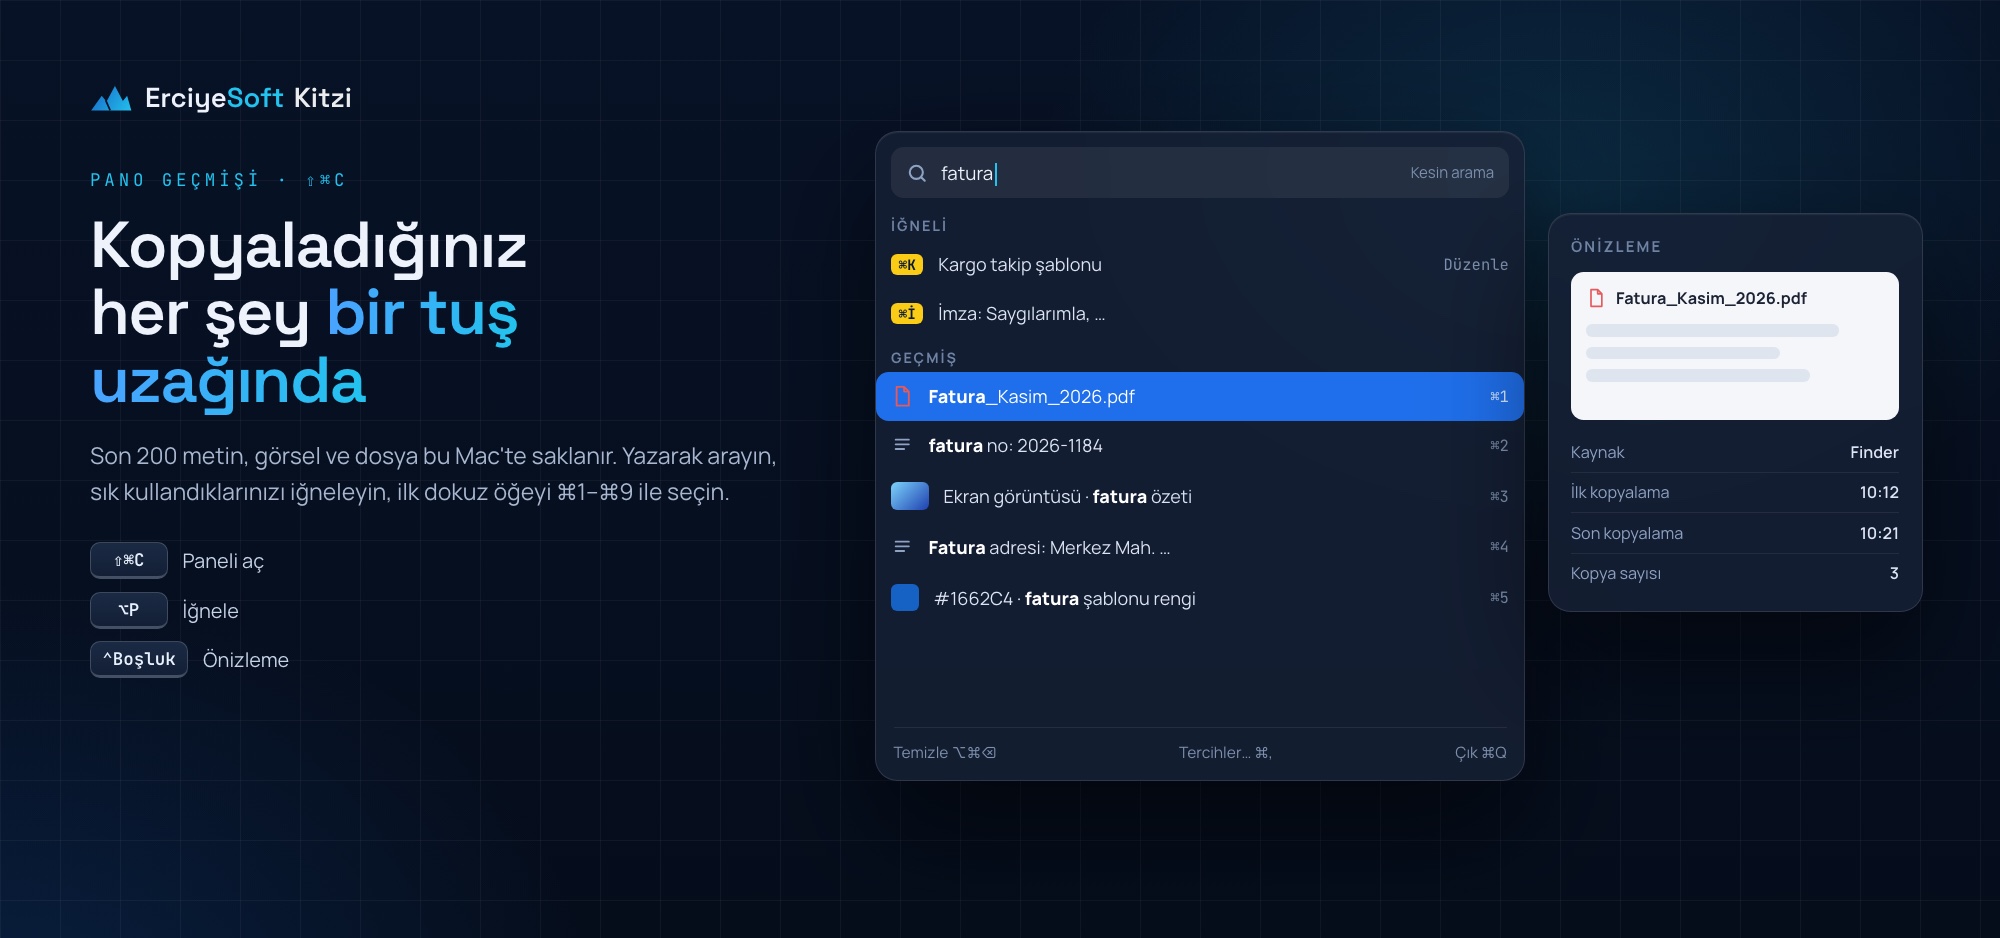 ErciyeSoft Kitzi
PANO GEÇMİŞİ · ⇧⌘C
Kopyaladığınız
her şey bir tuş
uzağında
Son 200 metin, görsel ve dosya bu Mac'te saklanır. Yazarak arayın,
sık kullandıklarınızı iğneleyin, ilk dokuz öğeyi ⌘1–⌘9 ile seçin.
⇧⌘C Paneli aç
⌥P İğnele
^Boşluk Önizleme
fatura Kesin arama
İĞNELİ
⌘K Kargo takip şablonu Düzenle
⌘İ İmza: Saygılarımla, …
GEÇMİŞ
Fatura_Kasim_2026.pdf ⌘1
fatura no: 2026-1184 ⌘2
Ekran görüntüsü · fatura özeti ⌘3
Fatura adresi: Merkez Mah. … ⌘4
#1662C4 · fatura şablonu rengi ⌘5
Temizle ⌥⌘⌫ Tercihler… ⌘, Çık ⌘Q
ÖNİZLEME
Fatura_Kasim_2026.pdf
Kaynak Finder
İlk kopyalama 10:12
Son kopyalama 10:21
Kopya sayısı 3